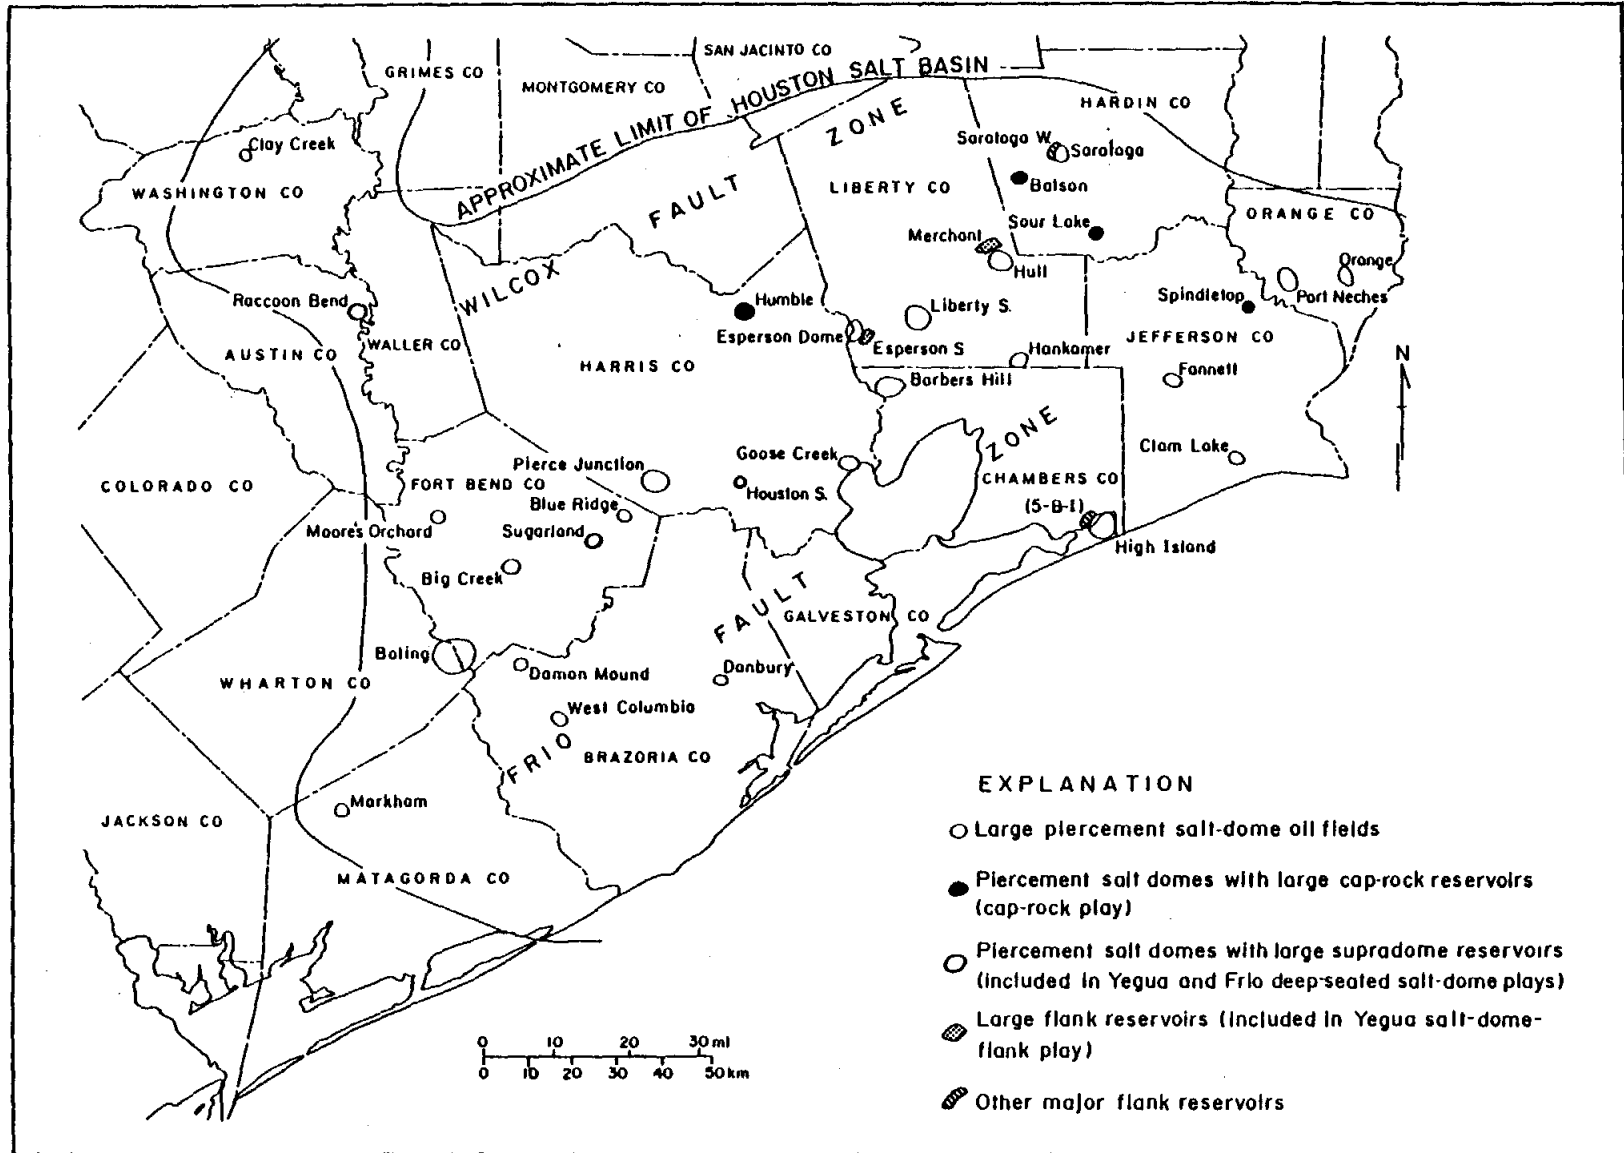 SAN JACINTO CO
GRIMES CO
MONTGOMERY CO
APPROXIMATE LIMIT OF HOUSTON SALT BASIN
HARDIN CO
WILCOX FAULT ZONE
Clay Creek
Saratoga W.
Saratoga
WASHINGTON CO
LIBERTY CO
Batson
ORANGE CO
Sour Lake
Merchant
Hull
Orange
Port Neches
Spindletop
Raccoon Bend
Humble
Liberty S.
Esperson Dome
Esperson S
JEFFERSON CO
WALLER CO
AUSTIN CO
HARRIS CO
Hankamer
Fannett
Barbers Hill
N
Clam Lake
Goose Creek
Pierce Junction
FORT BEND CO
COLORADO CO
Houston S.
CHAMBERS CO
(5-B-1)
Blue Ridge
Moore's Orchard
Sugarland
High Island
Big Creek
FRIO FAULT ZONE
GALVESTON CO
Boling
Damon Mound
Danbury
WHARTON CO
West Columbia
BRAZORIA CO
Markham
JACKSON CO
MATAGORDA CO
EXPLANATION
Large piercement salt-dome oil fields
Piercement salt domes with large cap-rock reservoirs
(cap-rock play)
Piercement salt domes with large supradome reservoirs
(included in Yegua and Frio deep-seated salt-dome plays)
Large flank reservoirs (included in Yegua salt-dome-
flank play)
Other major flank reservoirs
0 10 20 30 mi
0 10 20 30 40 50 km